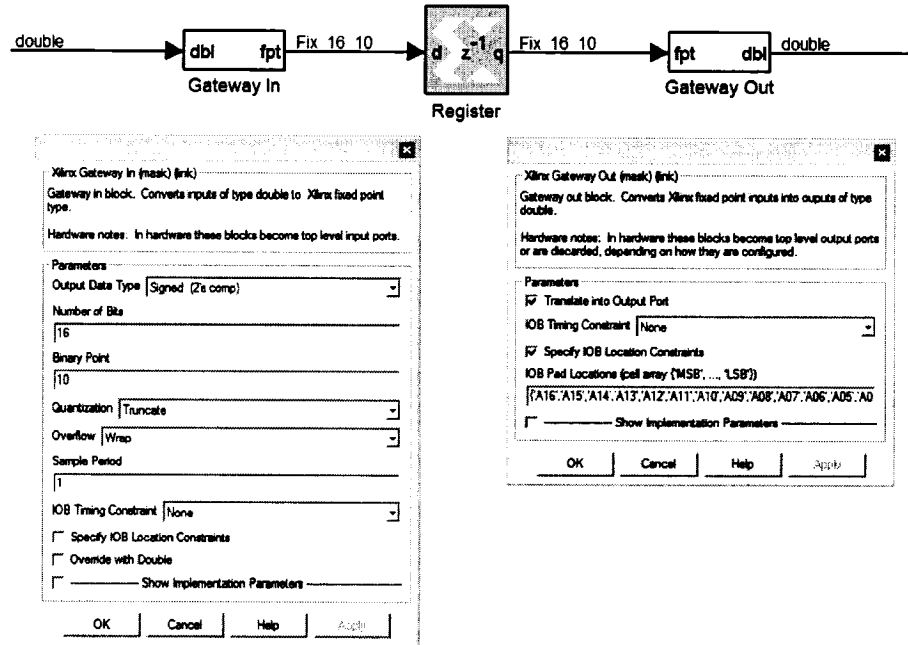 double
dbl fpt
Gateway In
Fix_16_10
d z-1 q
Register
Fix_16_10
fpt dbl
Gateway Out
double
Xilinx Gateway In (mask) (link)
Gateway in block. Converts inputs of type double to Xilinx fixed point
type.
Hardware notes: In hardware these blocks become top level input ports.
Parameters
Output Data Type Signed (2's comp)
Number of Bits
16
Binary Point
10
Quantization Truncate
Overflow Wrap
Sample Period
1
IOB Timing Constraint None
Specify IOB Location Constraints
Override with Double
Show Implementation Parameters
OK Cancel Help Apply
Xilinx Gateway Out (mask) (link)
Gateway out block. Converts Xilinx fixed point inputs into ouputs of type
double.
Hardware notes: In hardware these blocks become top level output ports
or are discarded, depending on how they are configured.
Parameters
Translate into Output Port
IOB Timing Constraint None
Specify IOB Location Constraints
IOB Pad Locations (cell array {'MSB', ..., 'LSB'})
{'A16','A15','A14','A13','A12','A11','A10','A09','A08','A07','A06','A05','A0
Show Implementation Parameters
OK Cancel Help Apply